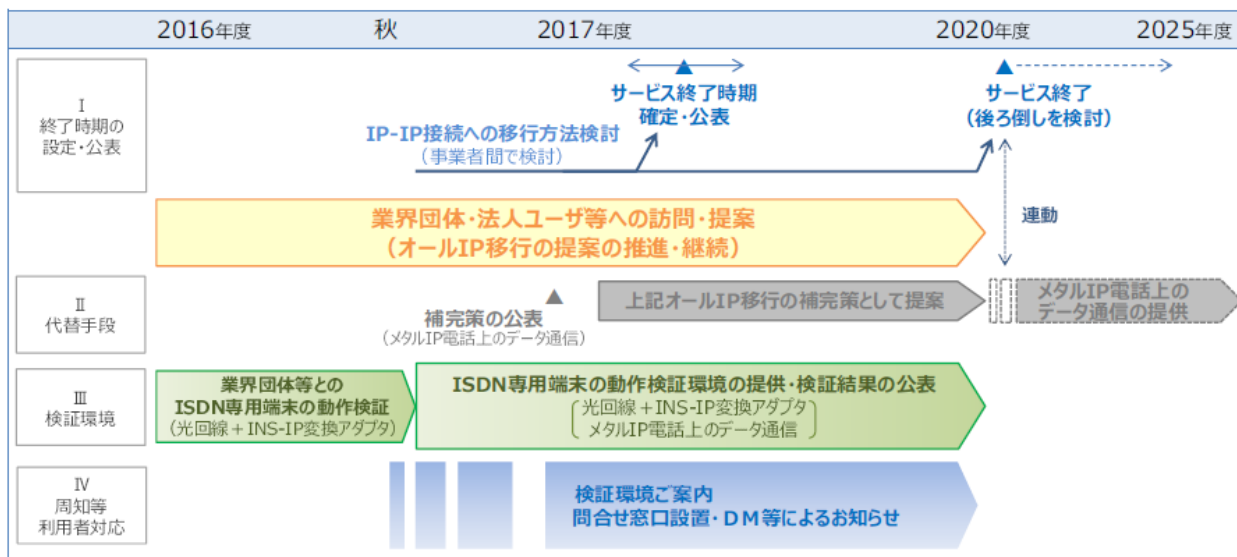 2016年度 秋 2017年度 2020年度 2025年度
Ⅰ
終了時期の
設定・公表
サービス終了時期
確定・公表
サービス終了
(後ろ倒しを検討)
IP-IP接続への移行方法検討
(事業者間で検討)
連動
業界団体・法人ユーザ等への訪問・提案
(オールIP移行の提案の推進・継続)
Ⅱ
代替手段
補完策の公表
(メタルIP電話上のデータ通信)
上記オールIP移行の補完策として提案
メタルIP電話上の
データ通信の提供
Ⅲ
検証環境
業界団体等との
ISDN専用端末の動作検証
(光回線+INS-IP変換アダプタ)
ISDN専用端末の動作検証環境の提供・検証結果の公表
光回線+INS-IP変換アダプタ
メタルIP電話上のデータ通信
Ⅳ
周知等
利用者対応
検証環境ご案内
問合せ窓口設置・DM等によるお知らせ